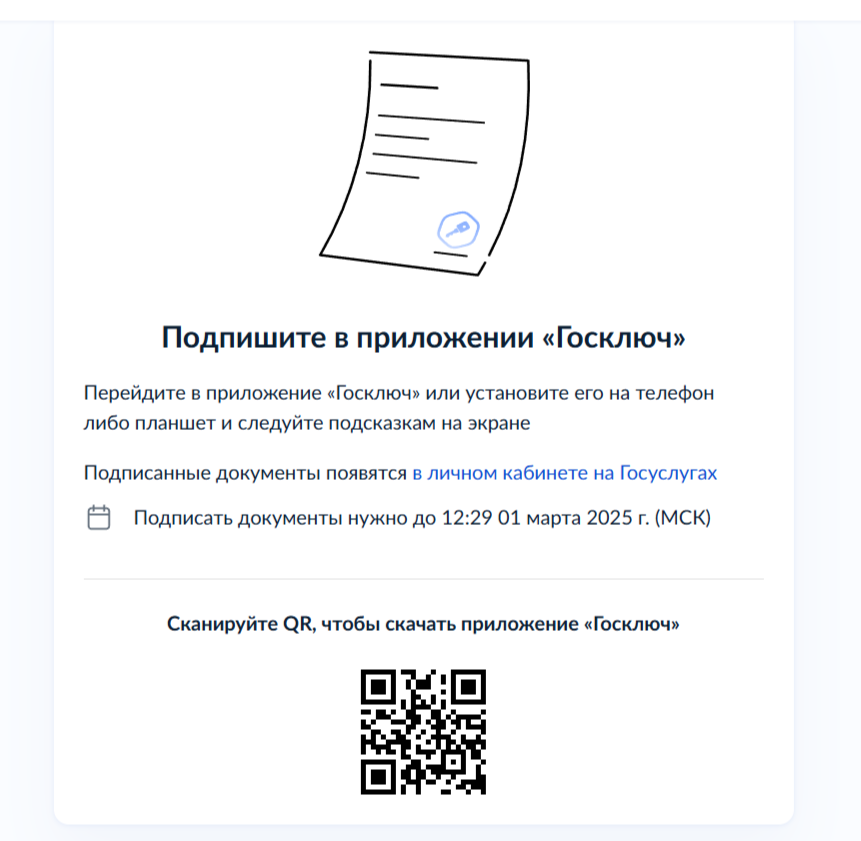 Подпишите в приложении «Госключ»
Перейдите в приложение «Госключ» или установите его на телефон
либо планшет и следуйте подсказкам на экране
Подписанные документы появятся в личном кабинете на Госуслугах
Подписать документы нужно до 12:29 01 марта 2025 г. (МСК)
Сканируйте QR, чтобы скачать приложение «Госключ»